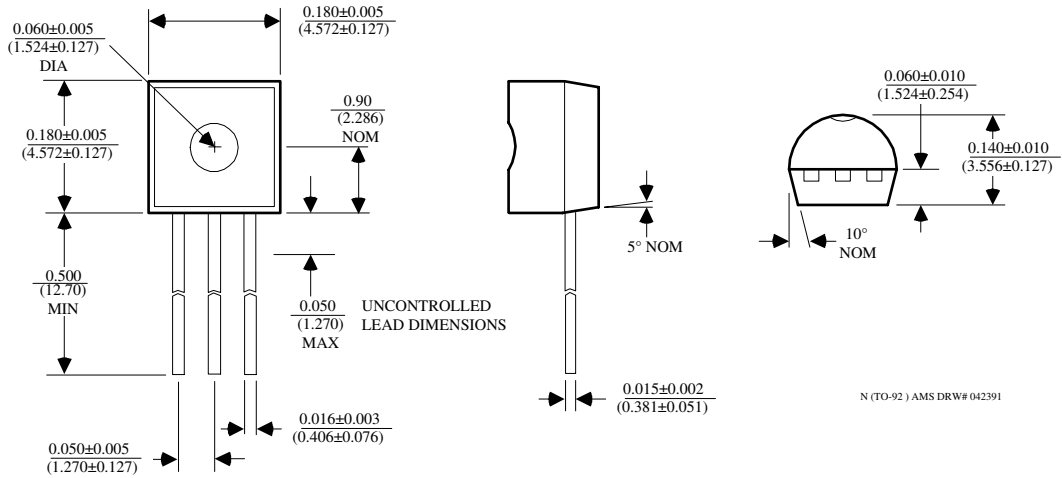 0.060±0.005
(1.524±0.127)
DIA
0.180±0.005
(4.572±0.127)
0.180±0.005
(4.572±0.127)
0.90
(2.286)
NOM
0.500
(12.70)
MIN
0.050
(1.270)
MAX
UNCONTROLLED
LEAD DIMENSIONS
0.016±0.003
(0.406±0.076)
0.050±0.005
(1.270±0.127)
5° NOM
0.015±0.002
(0.381±0.051)
0.060±0.010
(1.524±0.254)
0.140±0.010
(3.556±0.127)
10°
NOM
N (TO-92 ) AMS DRW# 042391